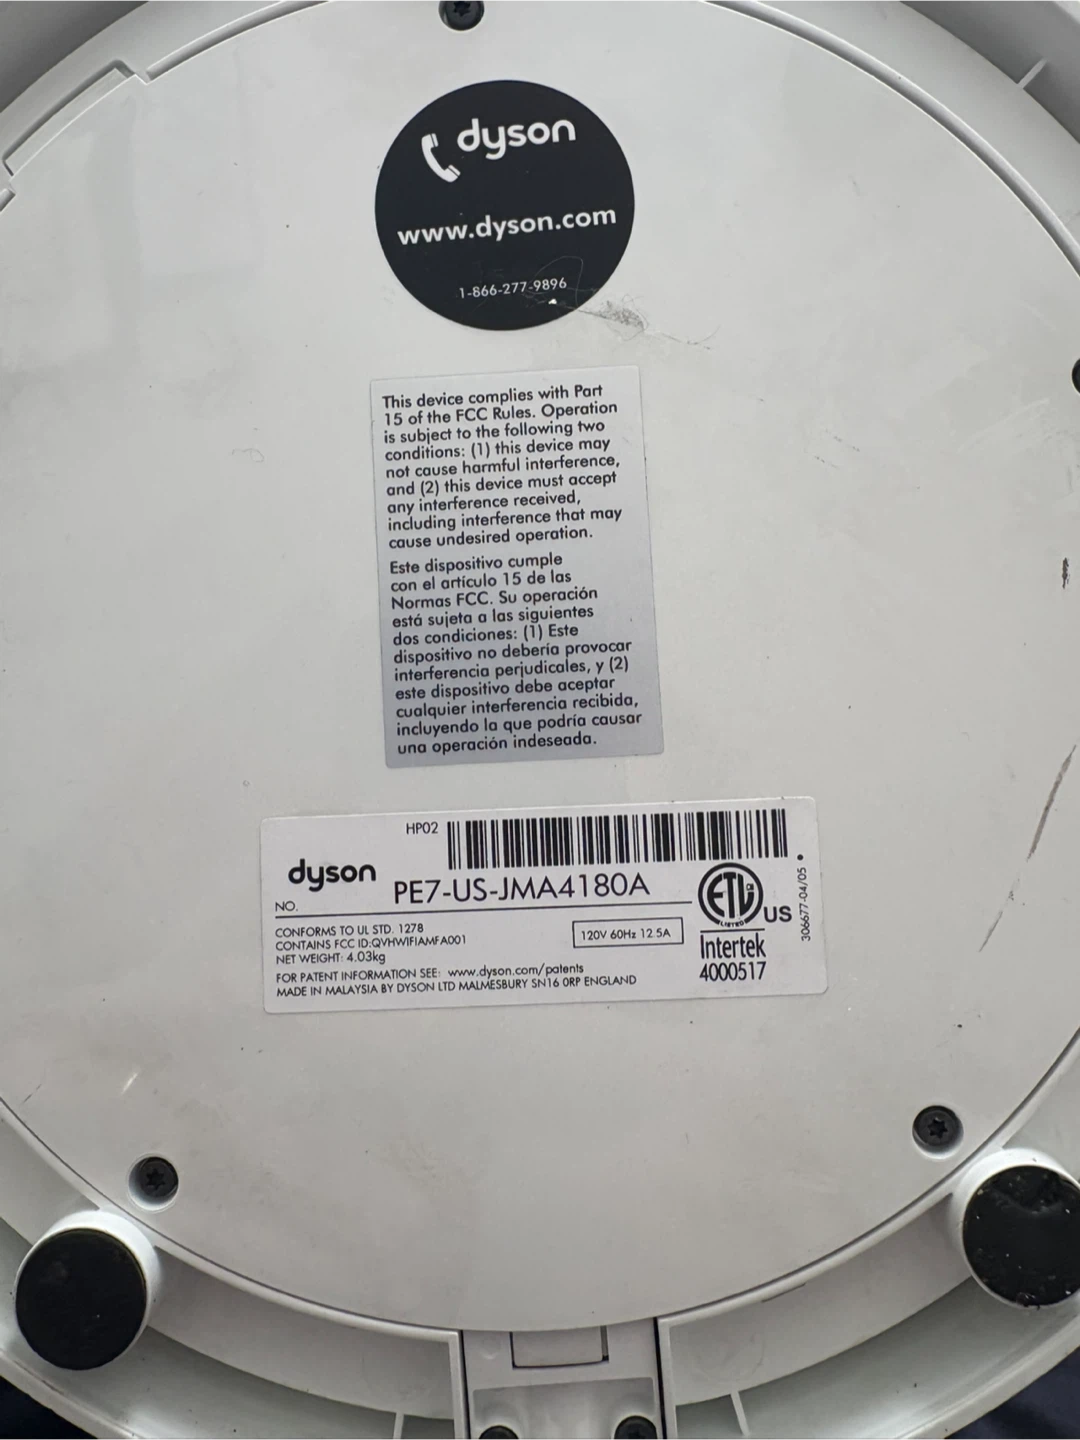 dyson
www.dyson.com
1-866-277-9896
This device complies with Part
15 of the FCC Rules. Operation
is subject to the following two
conditions: (1) this device may
not cause harmful interference,
and (2) this device must accept
any interference received,
including interference that may
cause undesired operation.
Este dispositivo cumple
con el artículo 15 de las
Normas FCC. Su operación
está sujeta a las siguientes
dos condiciones: (1) Este
dispositivo no debería provocar
interferencia perjudicales, y (2)
este dispositivo debe aceptar
cualquier interferencia recibida,
incluyendo la que podría causar
una operación indeseada.
HP02
dyson
NO. PE7-US-JMA4180A
CONFORMS TO UL STD. 1278
CONTAINS FCC ID:QVHWIFIAMFA001
NET WEIGHT: 4.03kg
120V 60Hz 12.5A
FOR PATENT INFORMATION SEE: www.dyson.com/patents
MADE IN MALAYSIA BY DYSON LTD MALMESBURY SN16 0RP ENGLAND
ETL
LISTED
US
Intertek
4000517
306677-04/05